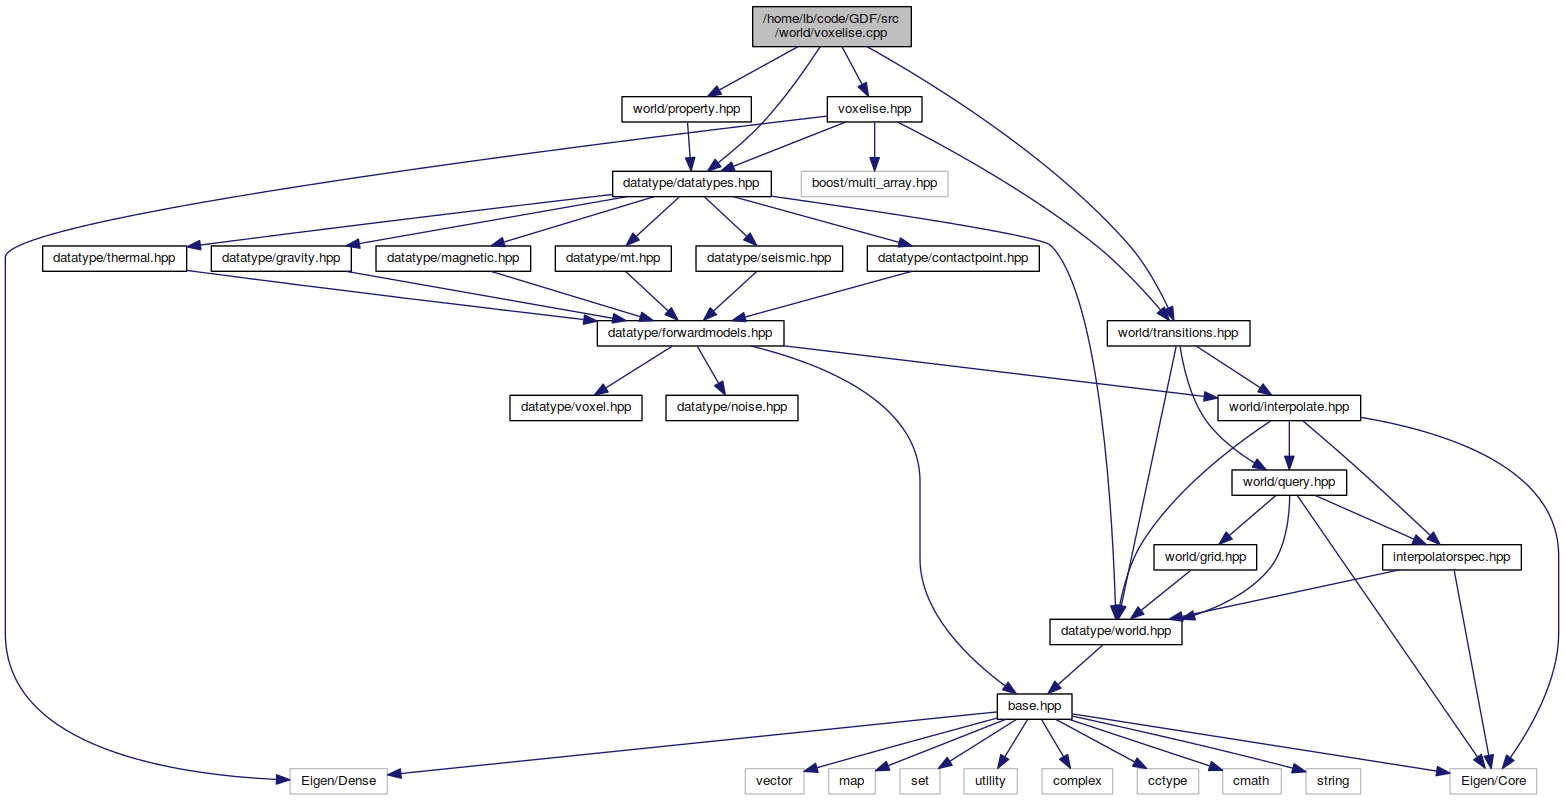 /home/lb/code/GDF/src
/world/voxelise.cpp
world/property.hpp
voxelise.hpp
datatype/datatypes.hpp
boost/multi_array.hpp
datatype/thermal.hpp
datatype/gravity.hpp
datatype/magnetic.hpp
datatype/mt.hpp
datatype/seismic.hpp
datatype/contactpoint.hpp
datatype/forwardmodels.hpp
world/transitions.hpp
datatype/voxel.hpp
datatype/noise.hpp
world/interpolate.hpp
world/query.hpp
world/grid.hpp
interpolatorspec.hpp
datatype/world.hpp
base.hpp
Eigen/Dense
vector
map
set
utility
complex
cctype
cmath
string
Eigen/Core